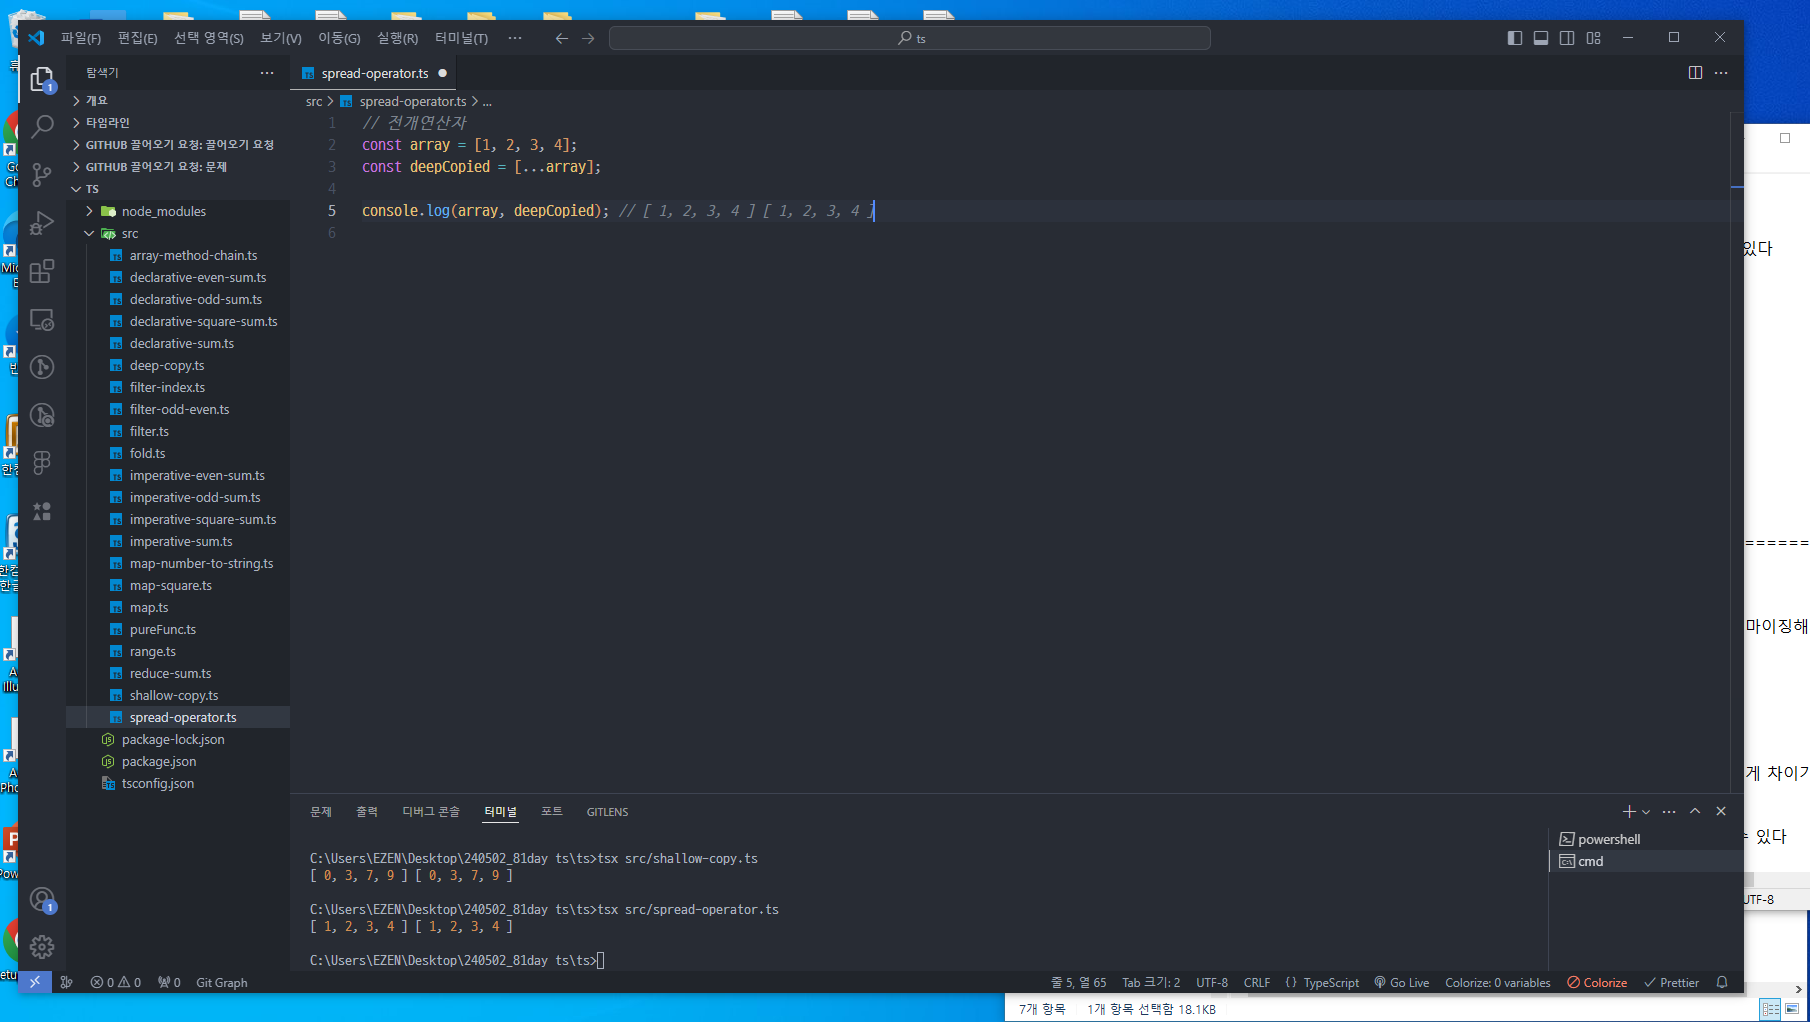 파일(F) 편집(E) 선택 영역(S) 보기(V) 이동(G) 실행(R) 터미널(T) ··· ts
탐색기 ···
spread-operator.ts
개요
타임라인
GITHUB 끌어오기 요청: 끌어오기 요청
GITHUB 끌어오기 요청: 문제
TS
node_modules
src
array-method-chain.ts
declarative-even-sum.ts
declarative-odd-sum.ts
declarative-square-sum.ts
declarative-sum.ts
deep-copy.ts
filter-index.ts
filter-odd-even.ts
filter.ts
fold.ts
imperative-even-sum.ts
imperative-odd-sum.ts
imperative-square-sum.ts
imperative-sum.ts
map-number-to-string.ts
map-square.ts
map.ts
pureFunc.ts
range.ts
reduce-sum.ts
shallow-copy.ts
spread-operator.ts
package-lock.json
package.json
tsconfig.json
src > spread-operator.ts > ...
1 // 전개연산자
2 const array = [1, 2, 3, 4];
3 const deepCopied = [...array];
4
5 console.log(array, deepCopied); // [ 1, 2, 3, 4 ] [ 1, 2, 3, 4 ]
6
문제 출력 디버그 콘솔 터미널 포트 GITLENS
C:\Users\EZEN\Desktop\240502_81day ts\ts>tsx src/shallow-copy.ts
[ 0, 3, 7, 9 ] [ 0, 3, 7, 9 ]
C:\Users\EZEN\Desktop\240502_81day ts\ts>tsx src/spread-operator.ts
[ 1, 2, 3, 4 ] [ 1, 2, 3, 4 ]
C:\Users\EZEN\Desktop\240502_81day ts\ts>
powershell
cmd
0 0 0 Git Graph
줄 5, 열 65 Tab 크기: 2 UTF-8 CRLF {} TypeScript Go Live Colorize: 0 variables Colorize Prettier
있다
======
마이징해
게 차이가
있다
UTF-8
7개 항목 1개 항목 선택함 18.1KB